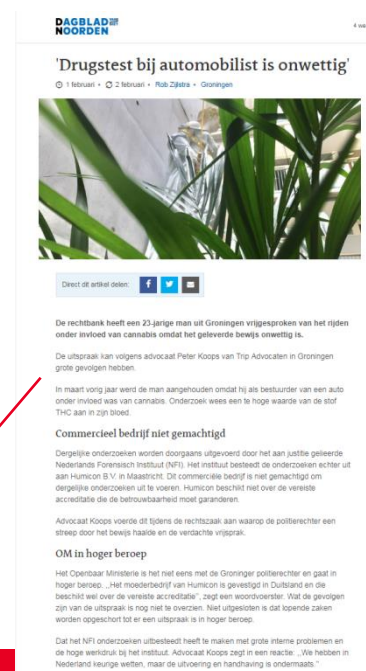 DAGBLAD VAN HET
NOORDEN
'Drugstest bij automobilist is onwettig'
1 februari • 2 februari • Rob Zijlstra • Groningen
Direct dit artikel delen:
De rechtbank heeft een 23-jarige man uit Groningen vrijgesproken van het rijden
onder invloed van cannabis omdat het geleverde bewijs onwettig is.
De uitspraak kan volgens advocaat Peter Koops van Trip Advocaten in Groningen
grote gevolgen hebben.
In maart vorig jaar werd de man aangehouden omdat hij als bestuurder van een auto
onder invloed was van cannabis. Onderzoek wees een te hoge waarde van de stof
THC aan in zijn bloed.
Commercieel bedrijf niet gemachtigd
Dergelijke onderzoeken worden doorgaans uitgevoerd door het aan justitie gelieerde
Nederlands Forensisch Instituut (NFI). Het instituut besteedt de onderzoeken echter uit
aan Humicon B.V. in Maastricht. Dit commerciële bedrijf is niet gemachtigd om
dergelijke onderzoeken uit te voeren. Humicon beschikt niet over de vereiste
accreditatie die de betrouwbaarheid moet garanderen.
Advocaat Koops voerde dit tijdens de rechtszaak aan waarop de politierechter een
streep door het bewijs haalde en de verdachte vrijsprak.
OM in hoger beroep
Het Openbaar Ministerie is het niet eens met de Groninger politierechter en gaat in
hoger beroep. ,,Het moederbedrijf van Humicon is gevestigd in Duitsland en die
beschikt wel over de vereiste accreditatie", zegt een woordvoerster. Wat de gevolgen
zijn van de uitspraak is nog niet te overzien. Niet uitgesloten is dat lopende zaken
worden opgeschort tot er een uitspraak is in hoger beroep.
Dat het NFI onderzoeken uitbesteedt heeft te maken met grote interne problemen en
de hoge werkdruk bij het instituut. Advocaat Koops zegt in een reactie: ,,We hebben in
Nederland keurige wetten, maar de uitvoering en handhaving is ondermaats."